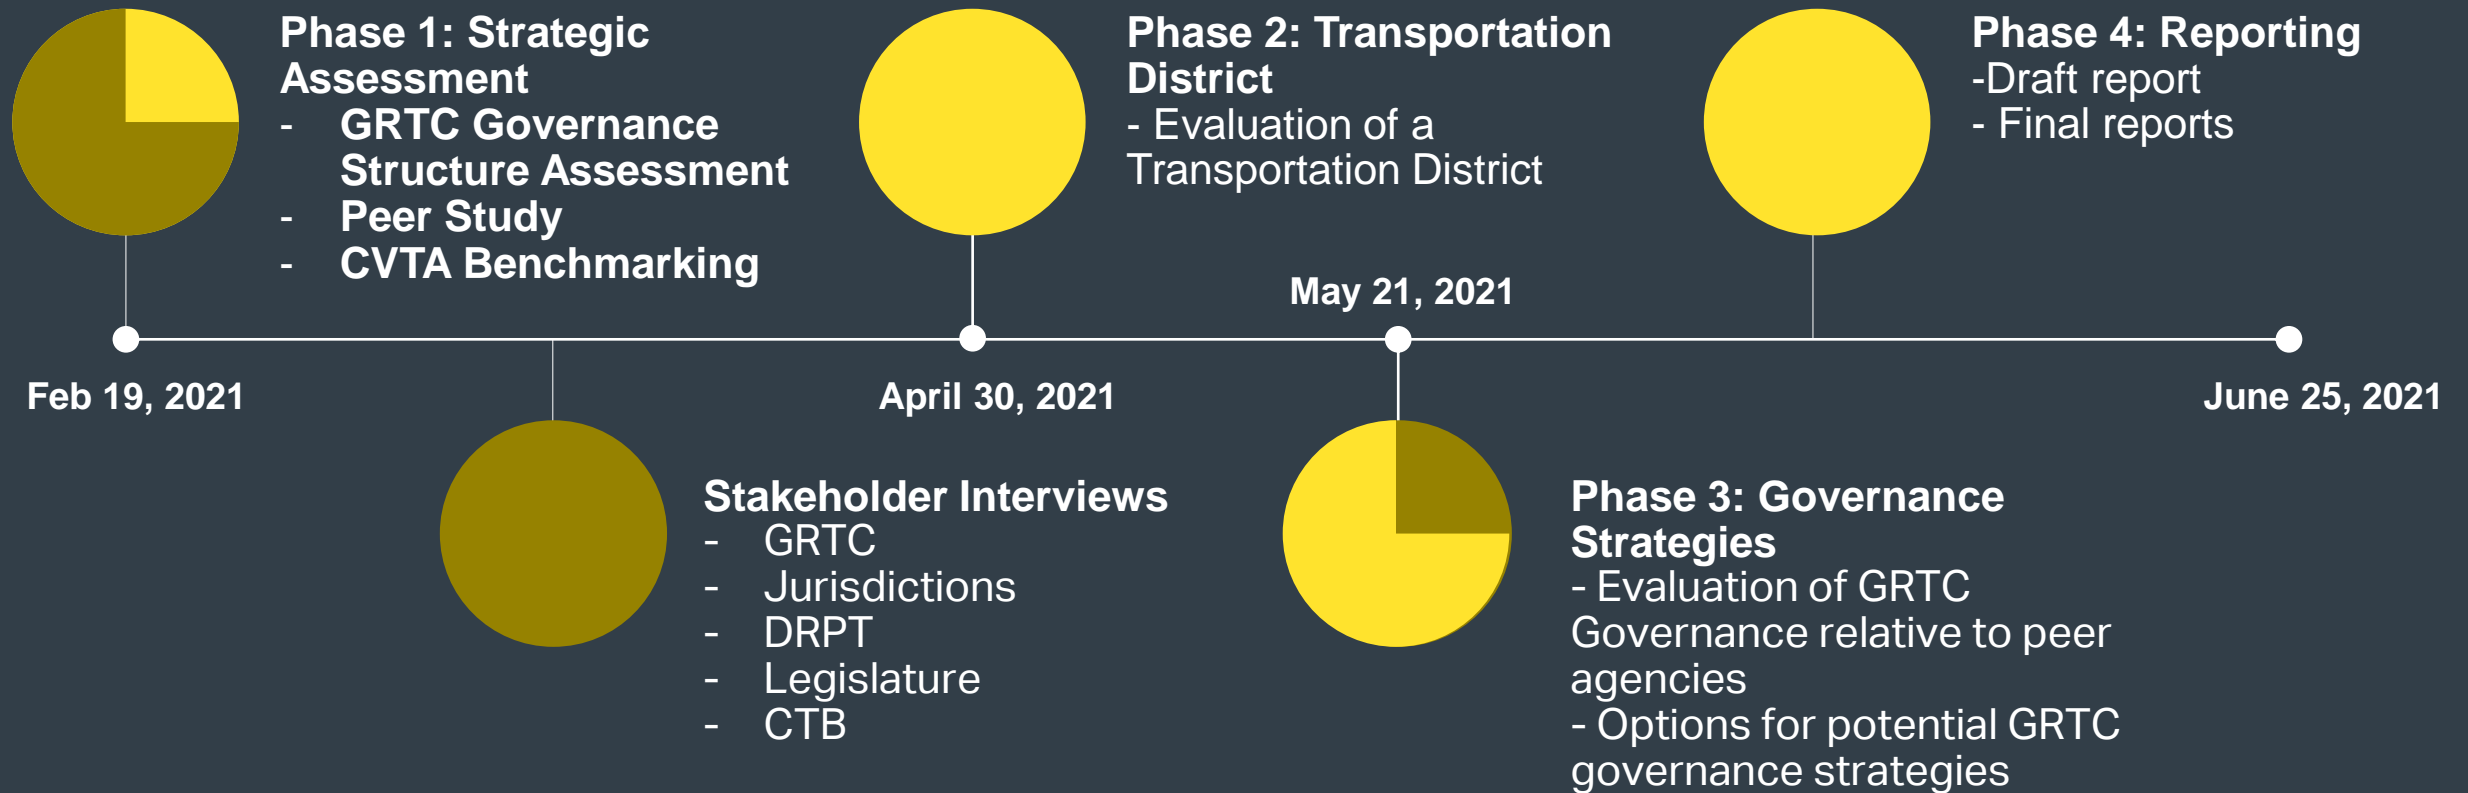 Phase 1: Strategic
Assessment
- GRTC Governance
Structure Assessment
- Peer Study
- CVTA Benchmarking
Phase 2: Transportation
District
- Evaluation of a
Transportation District
Phase 4: Reporting
-Draft report
- Final reports
May 21, 2021
Feb 19, 2021
April 30, 2021
June 25, 2021
Stakeholder Interviews
- GRTC
- Jurisdictions
- DRPT
- Legislature
- CTB
Phase 3: Governance
Strategies
- Evaluation of GRTC
Governance relative to peer
agencies
- Options for potential GRTC
governance strategies